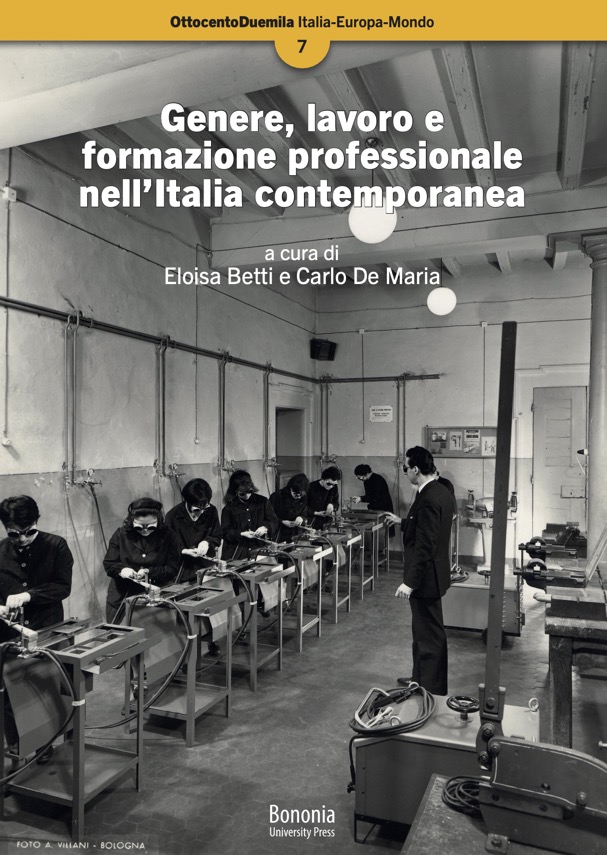 OttocentoDuemila Italia-Europa-Mondo
7
Genere, lavoro e
formazione professionale
nell'Italia contemporanea
a cura di
Eloisa Betti e Carlo De Maria
Bononia
University Press
FOTO A. VILLANI - BOLOGNA